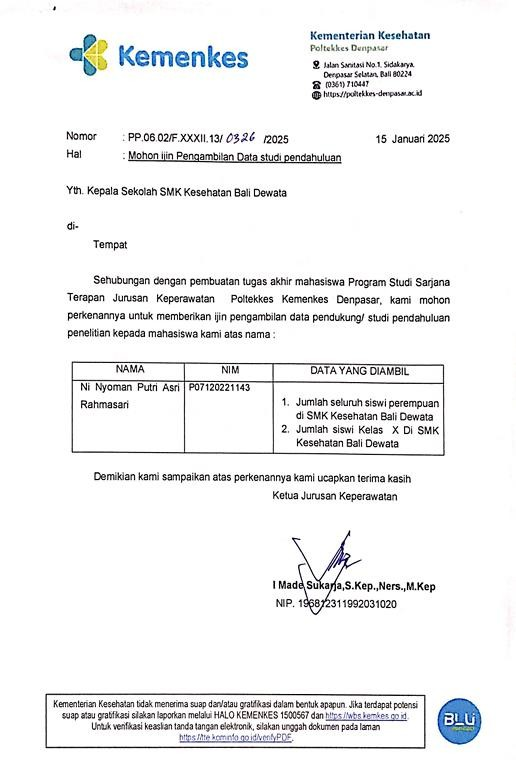 Kemenkes
Kementerian Kesehatan
Poltekkes Denpasar
Jalan Sanitasi No.1, Sidakarya,
Denpasar Selatan, Bali 80224
(0361) 710447
https://poltekkes-denpasar.ac.id
Nomor : PP.06.02/F.XXXII.13/ 0326 /2025 15 Januari 2025
Hal : Mohon ijin Pengambilan Data studi pendahuluan
Yth. Kepala Sekolah SMK Kesehatan Bali Dewata
di-
Tempat
Sehubungan dengan pembuatan tugas akhir mahasiswa Program Studi Sarjana
Terapan Jurusan Keperawatan Poltekkes Kemenkes Denpasar, kami mohon
perkenannya untuk memberikan ijin pengambilan data pendukung/ studi pendahuluan
penelitian kepada mahasiswa kami atas nama :
NAMA NIM DATA YANG DIAMBIL
Ni Nyoman Putri Asri P07120221143
Rahmasari
1. Jumlah seluruh siswi perempuan
di SMK Kesehatan Bali Dewata
2. Jumlah siswi Kelas X Di SMK
Kesehatan Bali Dewata
Demikian kami sampaikan atas perkenannya kami ucapkan terima kasih
Ketua Jurusan Keperawatan
I Made Sukarja,S.Kep.,Ners.,M.Kep
NIP. 196812311992031020
Kementerian Kesehatan tidak menerima suap dan/atau gratifikasi dalam bentuk apapun. Jika terdapat potensi
suap atau gratifikasi silakan laporkan melalui HALO KEMENKES 1500567 dan https://wbs.kemkes.go.id.
Untuk verifikasi keaslian tanda tangan elektronik, silakan unggah dokumen pada laman
https://tte.kominfo.go.id/verifyPDF.
BLU